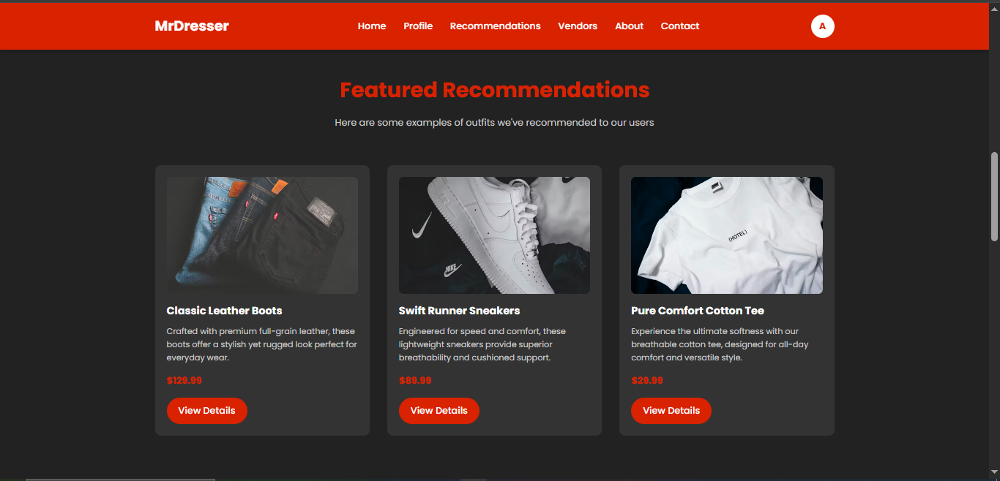 MrDresser
Home Profile Recommendations Vendors About Contact
A
Featured Recommendations
Here are some examples of outfits we've recommended to our users
(HOTEL)
NIKE
Classic Leather Boots
Crafted with premium full-grain leather, these
boots offer a stylish yet rugged look perfect for
everyday wear.
$129.99
View Details
Swift Runner Sneakers
Engineered for speed and comfort, these
lightweight sneakers provide superior
breathability and cushioned support.
$89.99
View Details
Pure Comfort Cotton Tee
Experience the ultimate softness with our
breathable cotton tee, designed for all-day
comfort and versatile style.
$29.99
View Details